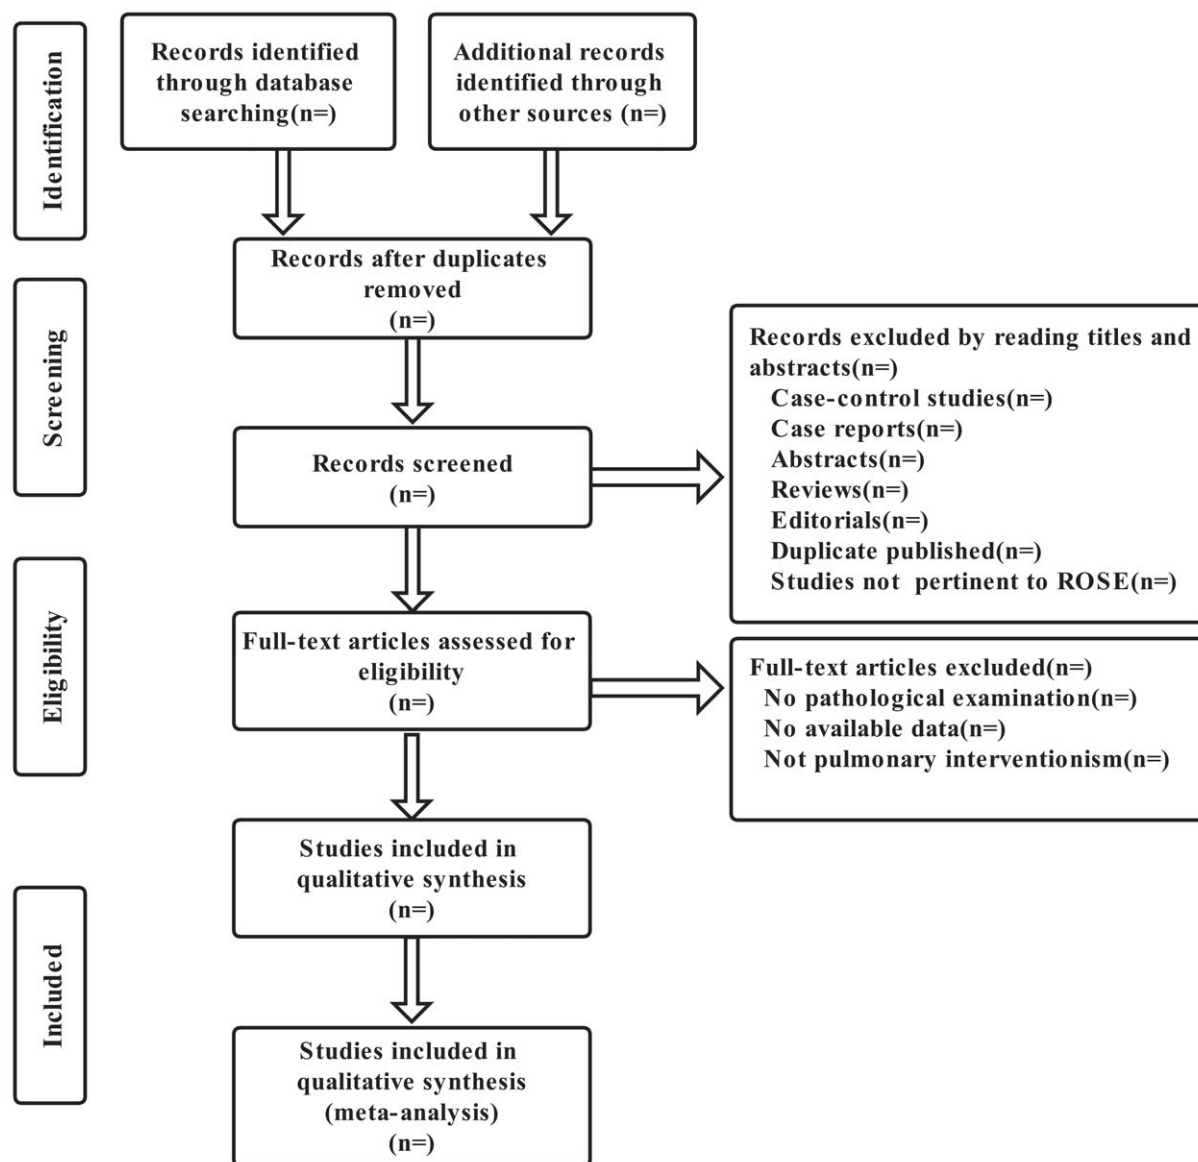 Identification
Records identified
through database
searching(n=)
Additional records
identified through
other sources (n=)
Records after duplicates
removed
(n=)
Screening
Records screened
(n=)
Records excluded by reading titles and
abstracts(n=)
Case-control studies(n=)
Case reports(n=)
Abstracts(n=)
Reviews(n=)
Editorials(n=)
Duplicate published(n=)
Studies not pertinent to ROSE(n=)
Eligibility
Full-text articles assessed for
eligibility
(n=)
Full-text articles excluded(n=)
No pathological examination(n=)
No available data(n=)
Not pulmonary interventionism(n=)
Studies included in
qualitative synthesis
(n=)
Included
Studies included in
qualitative synthesis
(meta-analysis)
(n=)